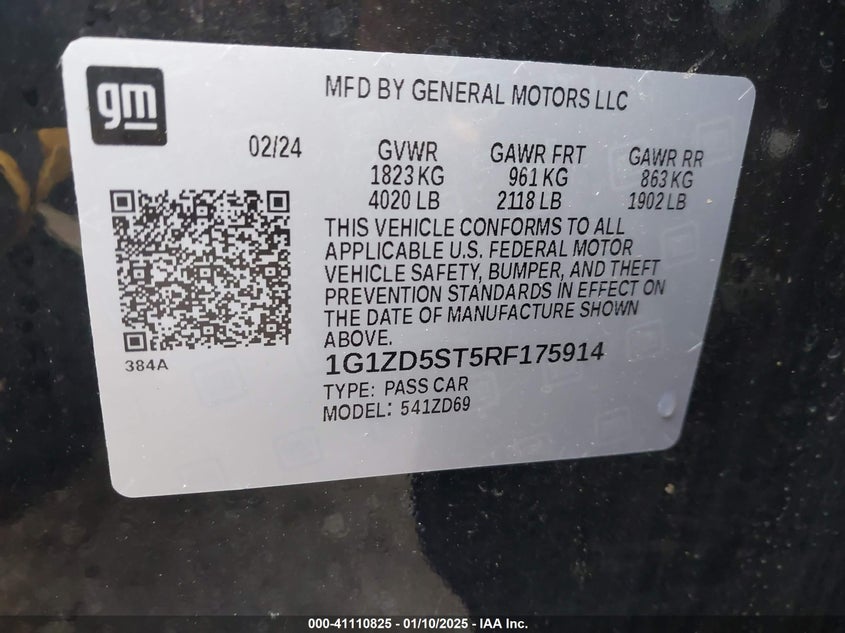 gm
MFD BY GENERAL MOTORS LLC
02/24
GVWR GAWR FRT GAWR RR
1823 KG 961 KG 863 KG
4020 LB 2118 LB 1902 LB
THIS VEHICLE CONFORMS TO ALL
APPLICABLE U.S. FEDERAL MOTOR
VEHICLE SAFETY, BUMPER, AND THEFT
PREVENTION STANDARDS IN EFFECT ON
THE DATE OF MANUFACTURE SHOWN
ABOVE.
384A
1G1ZD5ST5RF175914
TYPE: PASS CAR
MODEL: 541ZD69
000-41110825 - 01/10/2025 - IAA Inc.